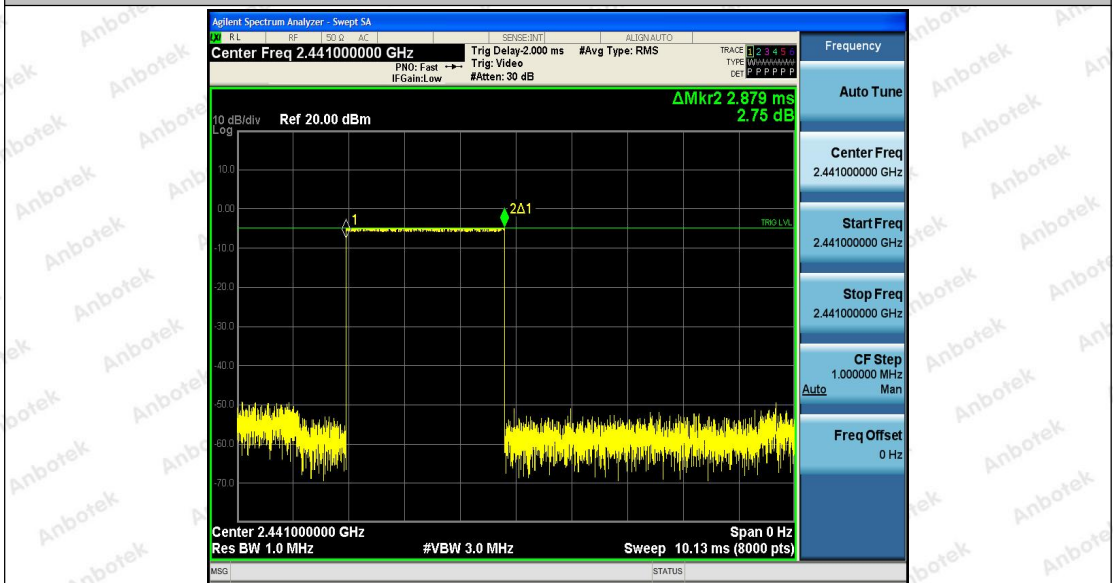 Agilent Spectrum Analyzer - Swept SA
LXI RL RF 50 Ω AC SENSE:INT ALIGNAUTO
Center Freq 2.441000000 GHz
PNO: Fast
IFGain:Low
Trig Delay-2.000 ms
Trig: Video
#Atten: 30 dB
#Avg Type: RMS
TRACE 1 2 3 4 5 6
TYPE WWWWWW
DET P P P P P P
ΔMkr2 2.879 ms
2.75 dB
10 dB/div
Log
Ref 20.00 dBm
10.0
0.00
-10.0
-20.0
-30.0
-40.0
-50.0
-60.0
-70.0
1
2Δ1
TRIG LVL
Center 2.441000000 GHz
Span 0 Hz
Res BW 1.0 MHz
#VBW 3.0 MHz
Sweep 10.13 ms (8000 pts)
MSG
STATUS
Frequency
Auto Tune
Center Freq
2.441000000 GHz
Start Freq
2.441000000 GHz
Stop Freq
2.441000000 GHz
CF Step
1.000000 MHz
Auto Man
Freq Offset
0 Hz
Anbotek